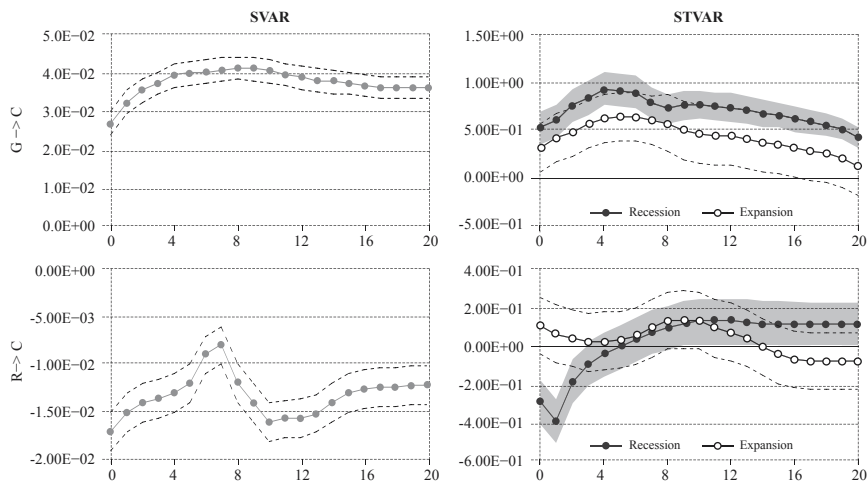 SVAR
STVAR
G –> C
5.0E−02
4.0E−02
3.0E−02
2.0E−02
1.0E−02
0.0E+00
0 4 8 12 16 20
1.50E+00
1.00E+00
5.00E−01
0.00E+00
-5.00E−01
Recession
Expansion
0 4 8 12 16 20
R–> C
0.00E+00
-5.00E−03
-1.00E−02
-1.50E−02
-2.00E−02
0 4 8 12 16 20
4.00E−01
2.00E−01
0.00E+00
-2.00E−01
-4.00E−01
-6.00E−01
Recession
Expansion
0 4 8 12 16 20